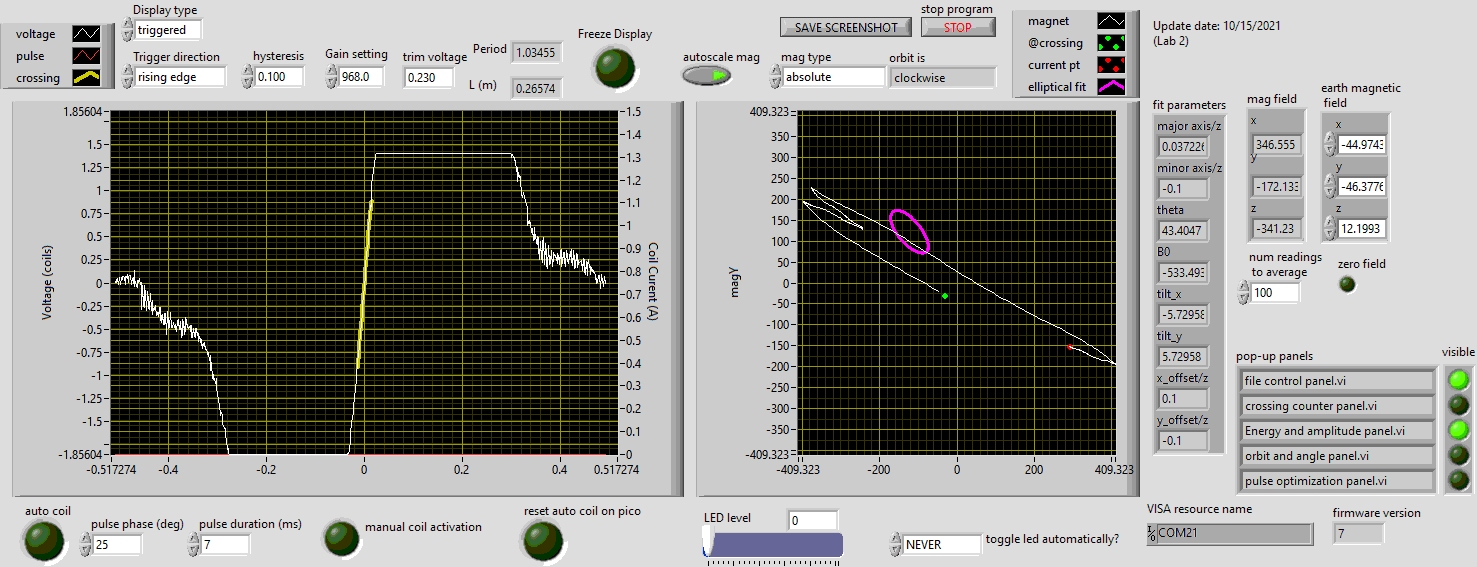 voltage
pulse
crossing
Display type
triggered
Trigger direction
rising edge
hysteresis
0.100
Gain setting
968.0
trim voltage
0.230
Period
1.03455
L (m)
0.26574
Freeze Display
SAVE SCREENSHOT
stop program
STOP
autoscale mag
mag type
absolute
orbit is
clockwise
magnet
@crossing
current pt
elliptical fit
Update date: 10/15/2021
(Lab 2)
Voltage (coils)
1.85604
1.5
1.25
1
0.75
0.5
0.25
0
-0.25
-0.5
-0.75
-1
-1.25
-1.5
-1.85604
-0.517274
-0.4
-0.2
0
0.2
0.4
0.517274
1.5
1.4
1.3
1.2
1.1
1
0.9
0.8
0.7
0.6
0.5
0.4
0.3
0.2
0.1
0
Coil Curent (A)
magY
409.323
350
300
250
200
150
100
50
0
-50
-100
-150
-200
-250
-300
-350
-409.323
-409.323
-200
0
200
409.323
fit parameters
major axis/z
0.037226
minor axis/z
-0.1
theta
43.4047
B0
-533.493
tilt_x
-5.72958
tilt_y
5.72958
x_offset/z
0.1
y_offset/z
-0.1
mag field
x
346.555
y
-172.133
z
-341.23
earth magnetic
field
x
-44.9743
y
-46.3776
z
12.1993
num readings
to average
100
zero field
pop-up panels
visible
file control panel.vi
crossing counter panel.vi
Energy and amplitude panel.vi
orbit and angle panel.vi
pulse optimization panel.vi
auto coil
pulse phase (deg)
25
pulse duration (ms)
7
manual coil activation
reset auto coil on pico
LED level
0
NEVER
toggle led automatically?
VISA resource name
COM21
firmware version
7